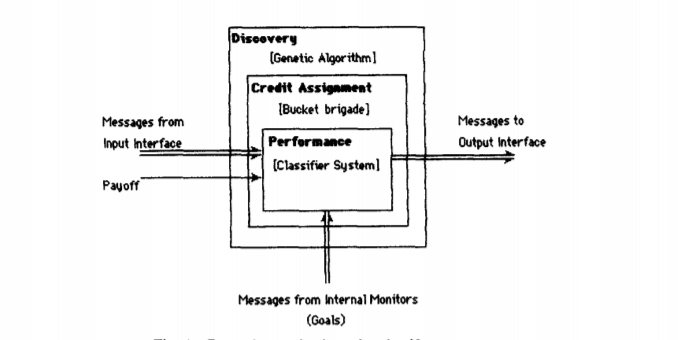 Discovery
[Genetic Algorithm]
Credit Assignment
[Bucket brigade]
Messages from
Input Interface
Performance
[Classifier System]
Payoff
Messages to
Output Interface
Messages from Internal Monitors
(Goals)